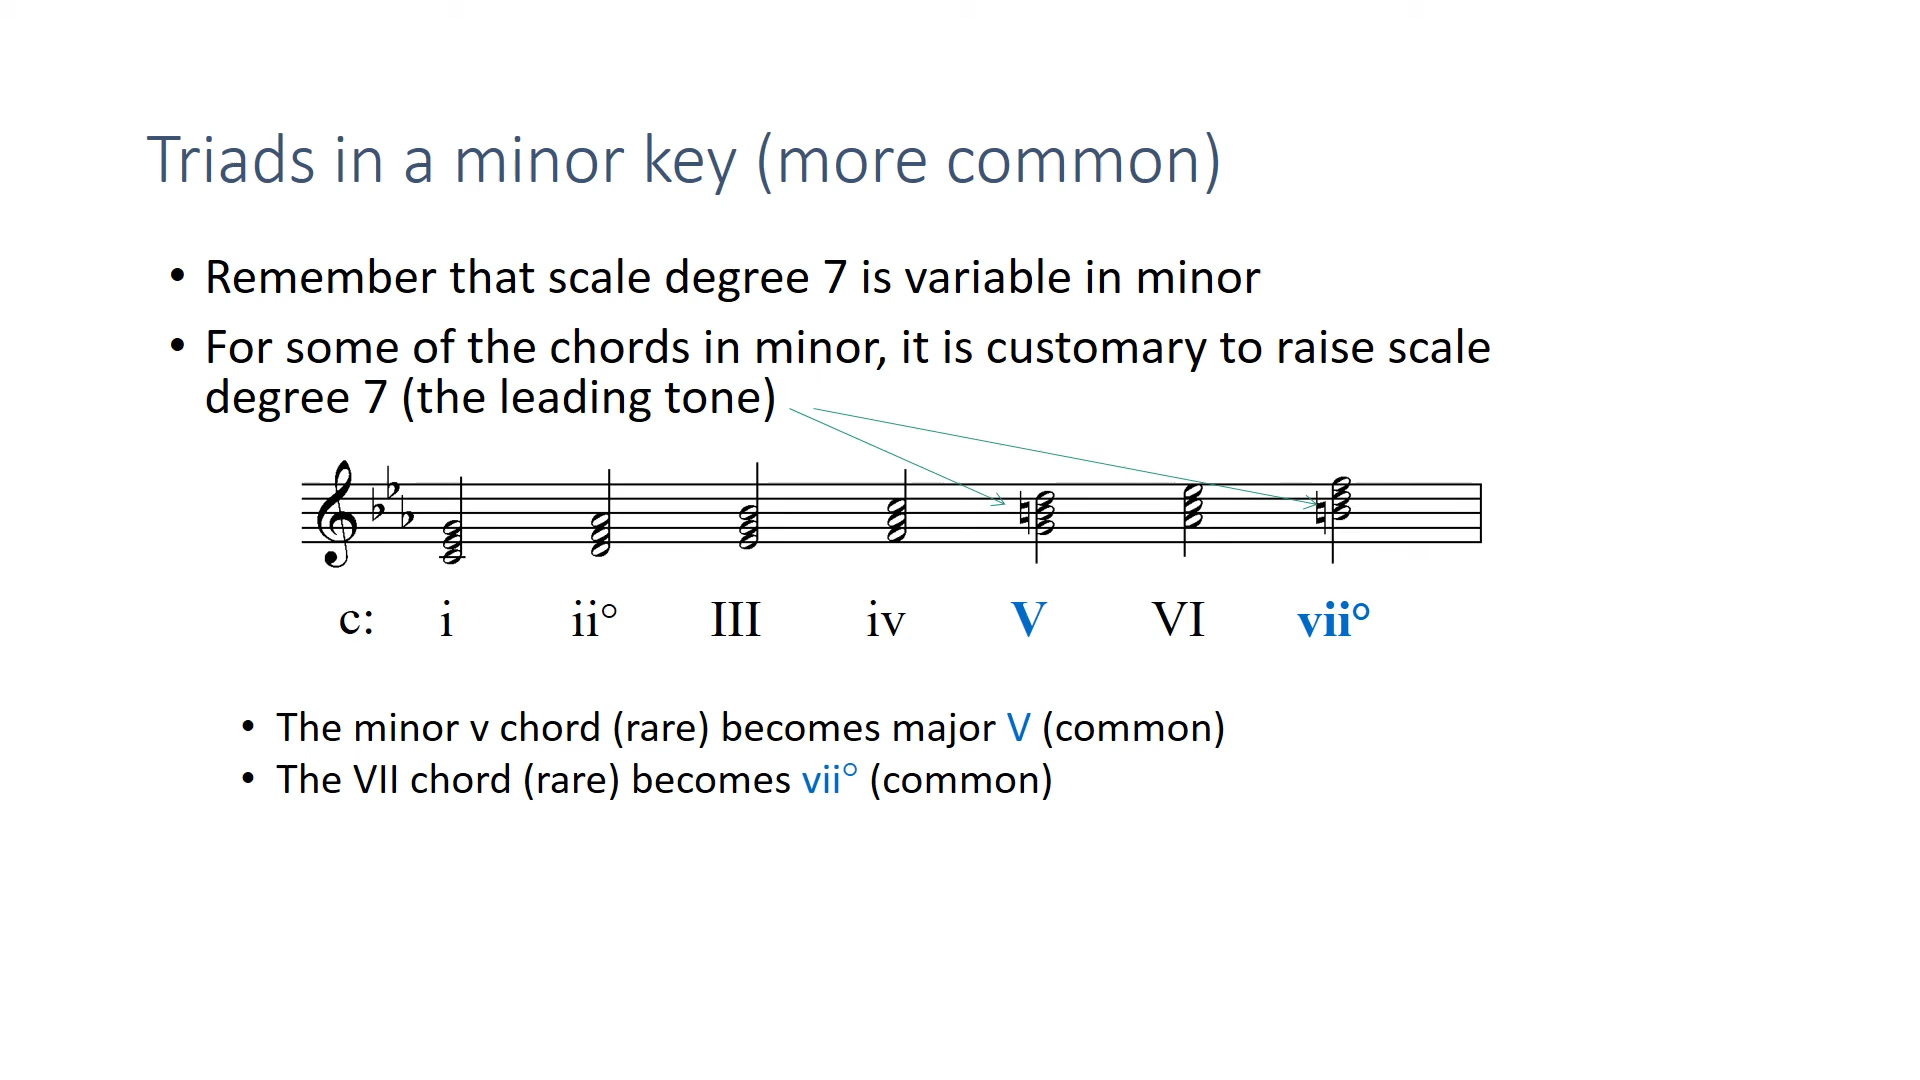 Triads in a minor key (more common)
• Remember that scale degree 7 is variable in minor
• For some of the chords in minor, it is customary to raise scale
degree 7 (the leading tone)
c: i ii° III iv V VI vii°
• The minor v chord (rare) becomes major V (common)
• The VII chord (rare) becomes vii° (common)